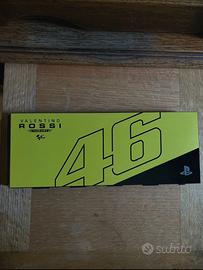 VALENTINO
ROSSI
46
subito